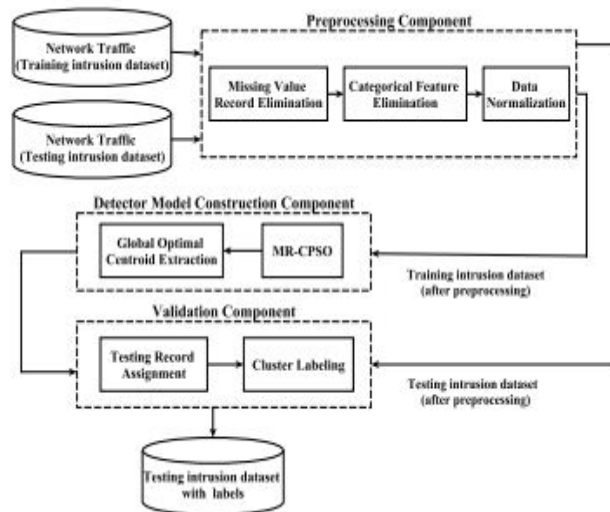 Preprocessing Component
Network Traffic
(Training intrusion dataset)
Missing Value
Record Elimination
Categorical Feature
Elimination
Data
Normalization
Network Traffic
(Testing intrusion dataset)
Detector Model Construction Component
Global Optimal
Centroid Extraction
MR-CPSO
Training intrusion dataset
(after preprocessing)
Validation Component
Testing Record
Assignment
Cluster Labeling
Testing intrusion dataset
(after preprocessing)
Testing intrusion dataset
with labels